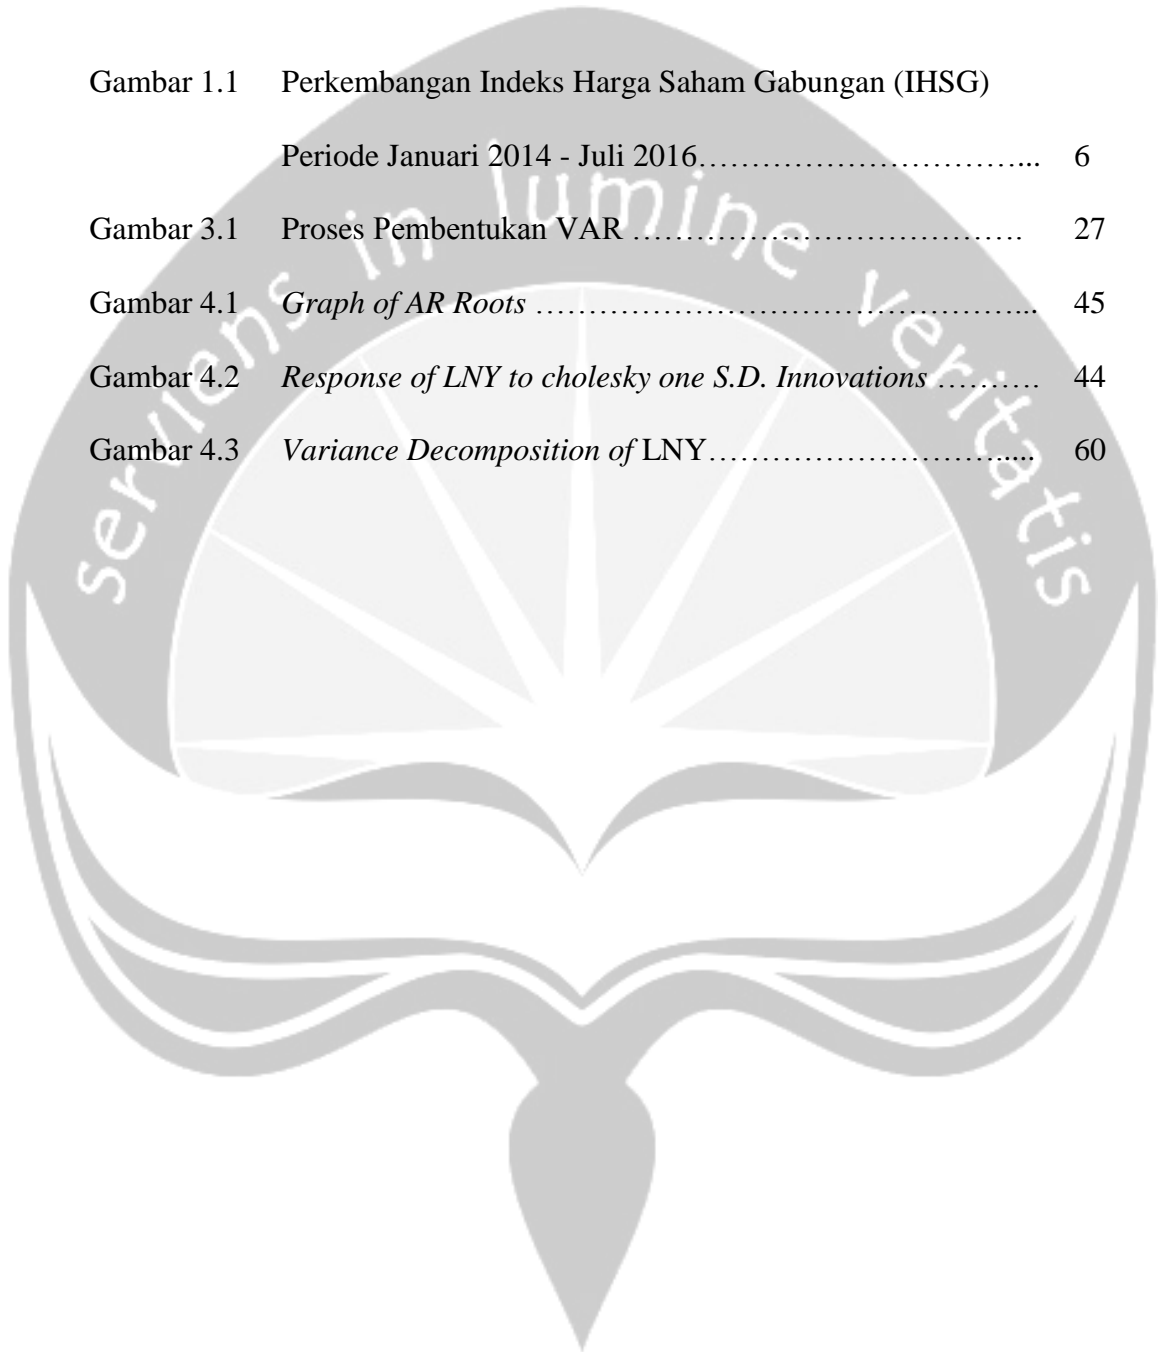 Gambar 1.1 Perkembangan Indeks Harga Saham Gabungan (IHSG)
Periode Januari 2014 - Juli 2016…………………………... 6
Gambar 3.1 Proses Pembentukan VAR ………………………………… 27
Gambar 4.1 Graph of AR Roots …………………………………………... 45
Gambar 4.2 Response of LNY to cholesky one S.D. Innovations ………. 44
Gambar 4.3 Variance Decomposition of LNY………………………….... 60
serviens in lumine veritatis